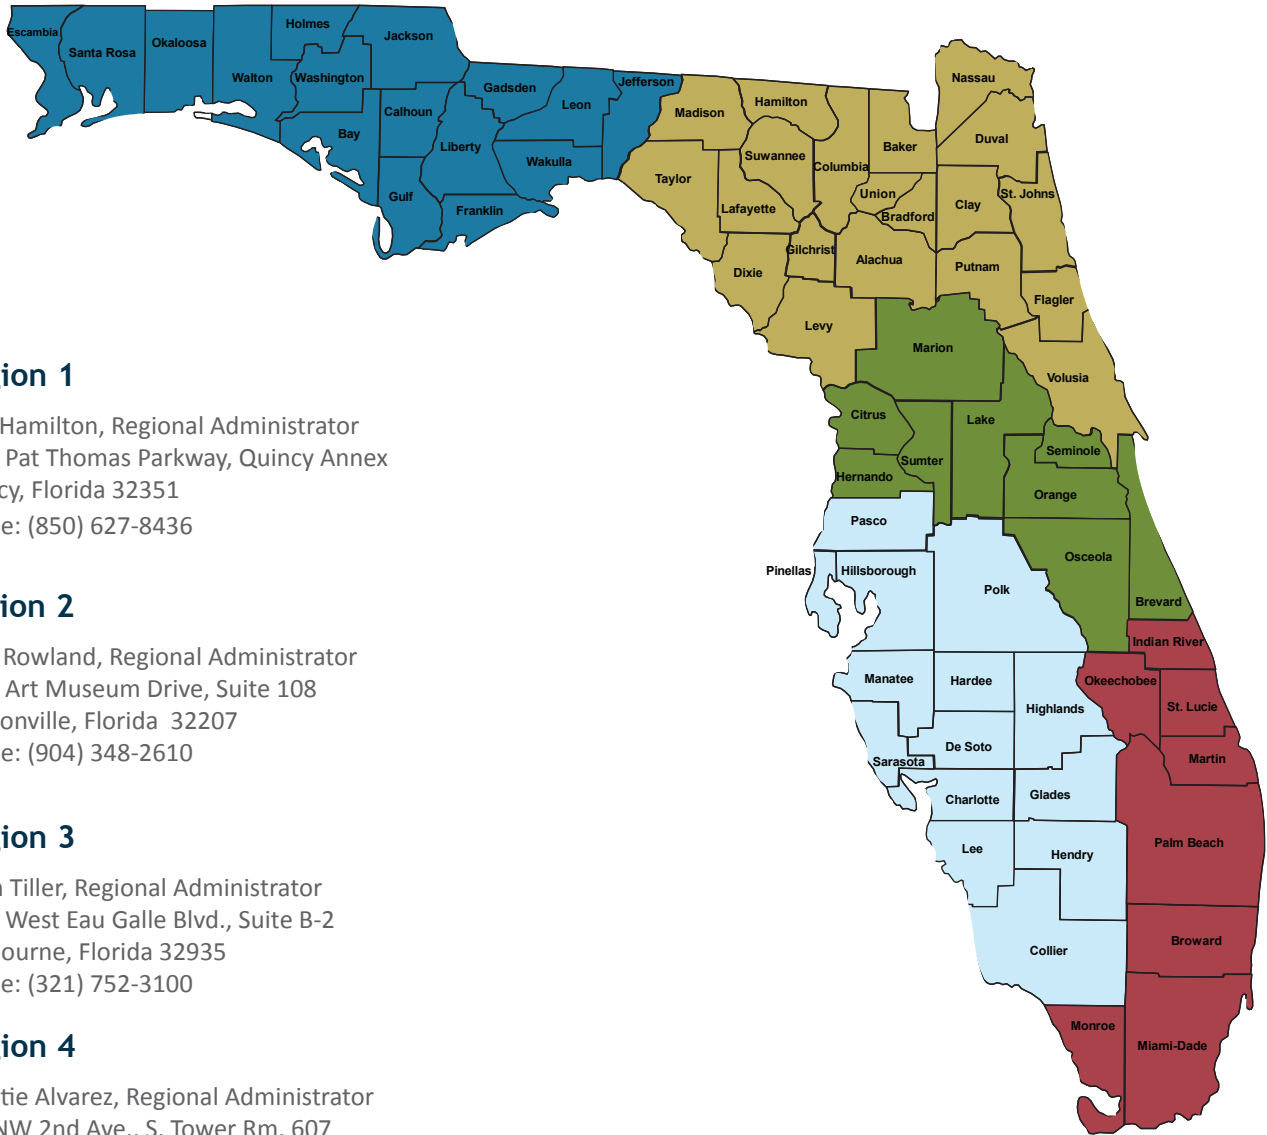 Escambia
Santa Rosa
Okaloosa
Walton
Holmes
Washington
Jackson
Bay
Calhoun
Gulf
Liberty
Gadsden
Franklin
Leon
Wakulla
Jefferson
Madison
Taylor
Hamilton
Suwannee
Lafayette
Dixie
Columbia
Gilchrist
Levy
Baker
Union
Bradford
Alachua
Nassau
Duval
Clay
St. Johns
Putnam
Flagler
Volusia
Marion
Citrus
Hernando
Sumter
Lake
Seminole
Orange
Osceola
Brevard
Pasco
Pinellas
Hillsborough
Polk
Manatee
Hardee
Highlands
Sarasota
De Soto
Charlotte
Glades
Lee
Hendry
Collier
Indian River
Okeechobee
St. Lucie
Martin
Palm Beach
Broward
Monroe
Miami-Dade
ion 1
Hamilton, Regional Administrator
Pat Thomas Parkway, Quincy Annex
cy, Florida 32351
e: (850) 627-8436
ion 2
Rowland, Regional Administrator
Art Museum Drive, Suite 108
onville, Florida 32207
e: (904) 348-2610
ion 3
Tiller, Regional Administrator
West Eau Galle Blvd., Suite B-2
ourne, Florida 32935
e: (321) 752-3100
ion 4
tie Alvarez, Regional Administrator
NW 2nd Ave., S. Tower Rm. 607